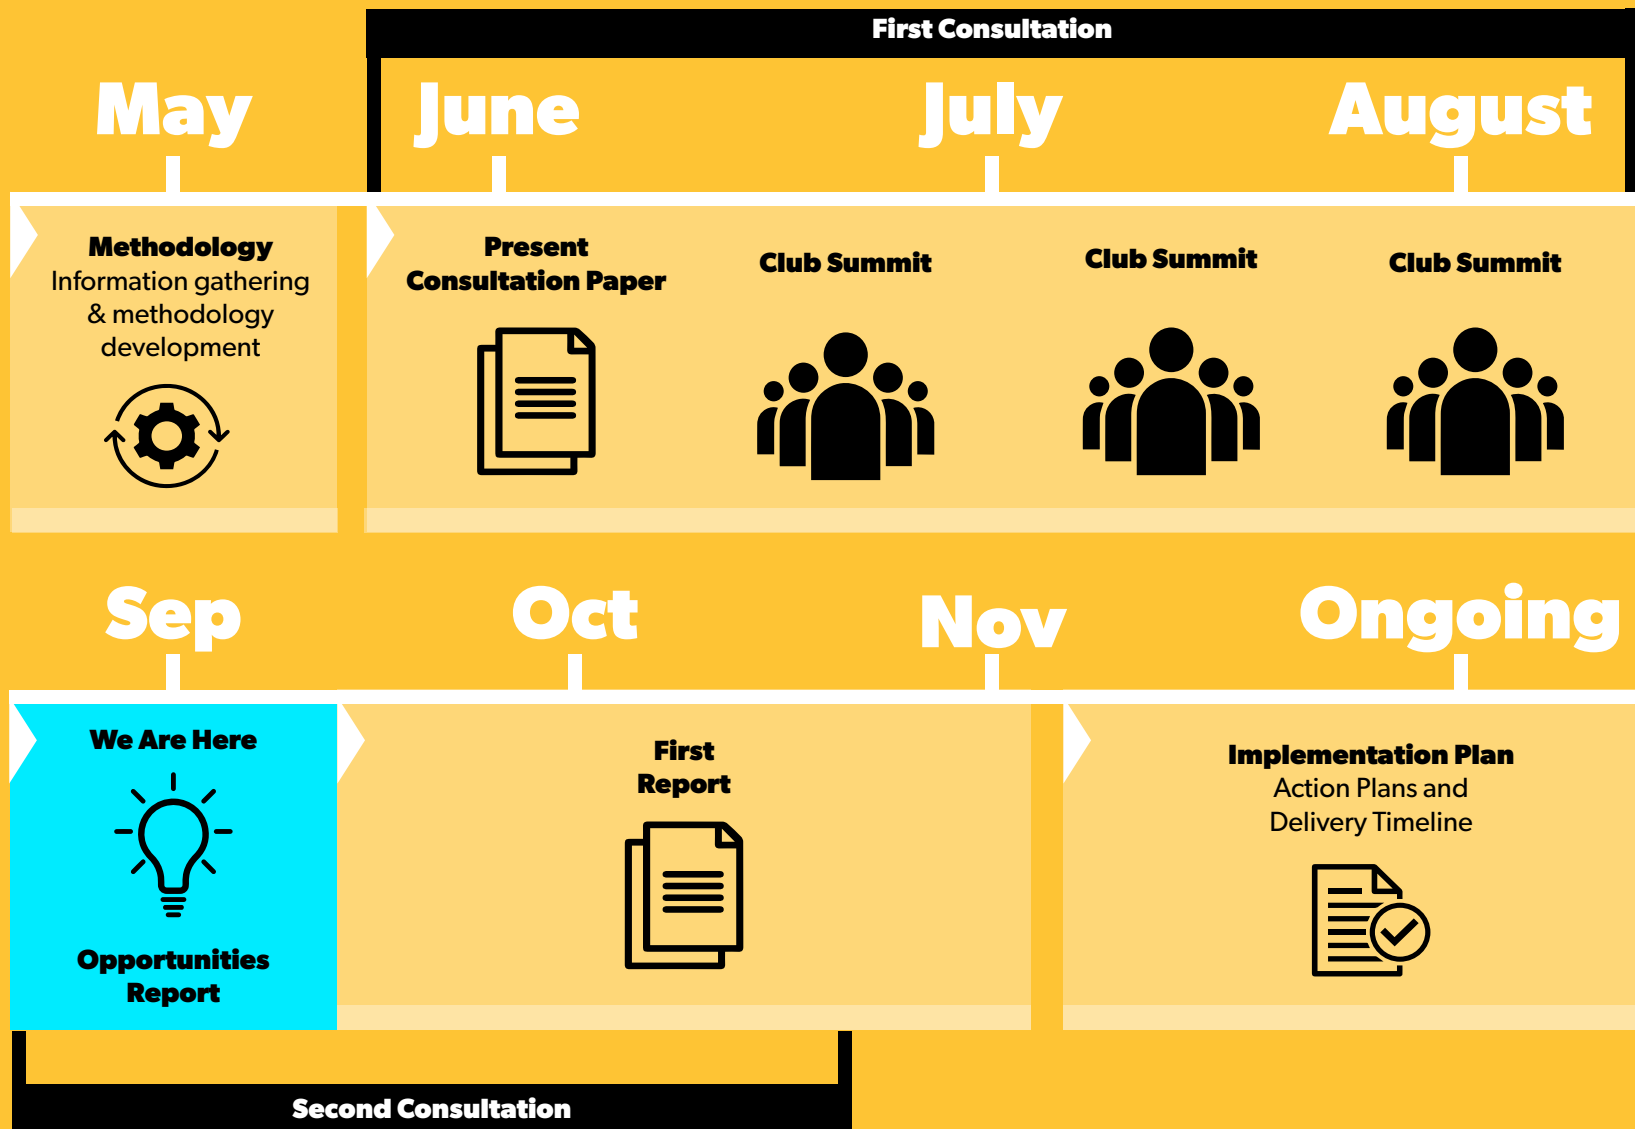 First Consultation
May
June
July
August
Methodology
Information gathering
& methodology
development
Present
Consultation Paper
Club Summit
Club Summit
Club Summit
Sep
Oct
Nov
Ongoing
We Are Here
Opportunities
Report
First
Report
Implementation Plan
Action Plans and
Delivery Timeline
Second Consultation